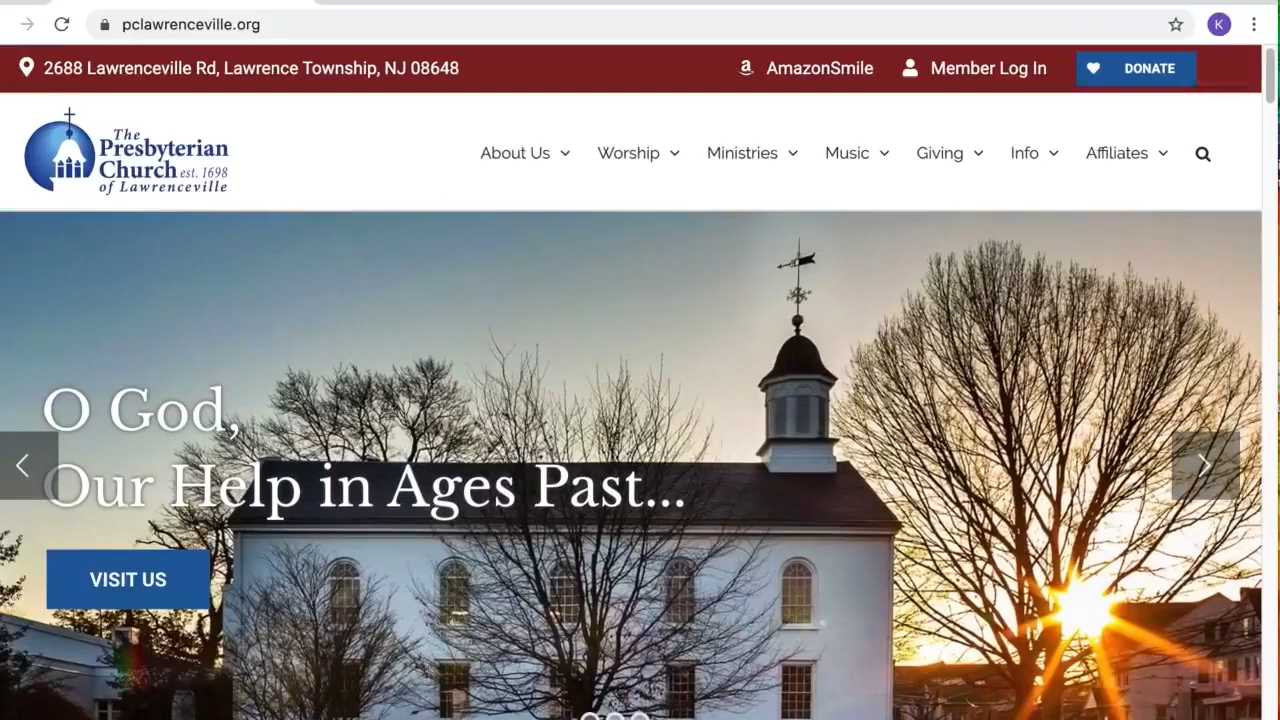 pclawrenceville.org
K
2688 Lawrenceville Rd, Lawrence Township, NJ 08648
AmazonSmile
Member Log In
DONATE
The
Presbyterian
Church est. 1698
of Lawrenceville
About Us
Worship
Ministries
Music
Giving
Info
Affiliates
O God,
Our Help in Ages Past...
VISIT US